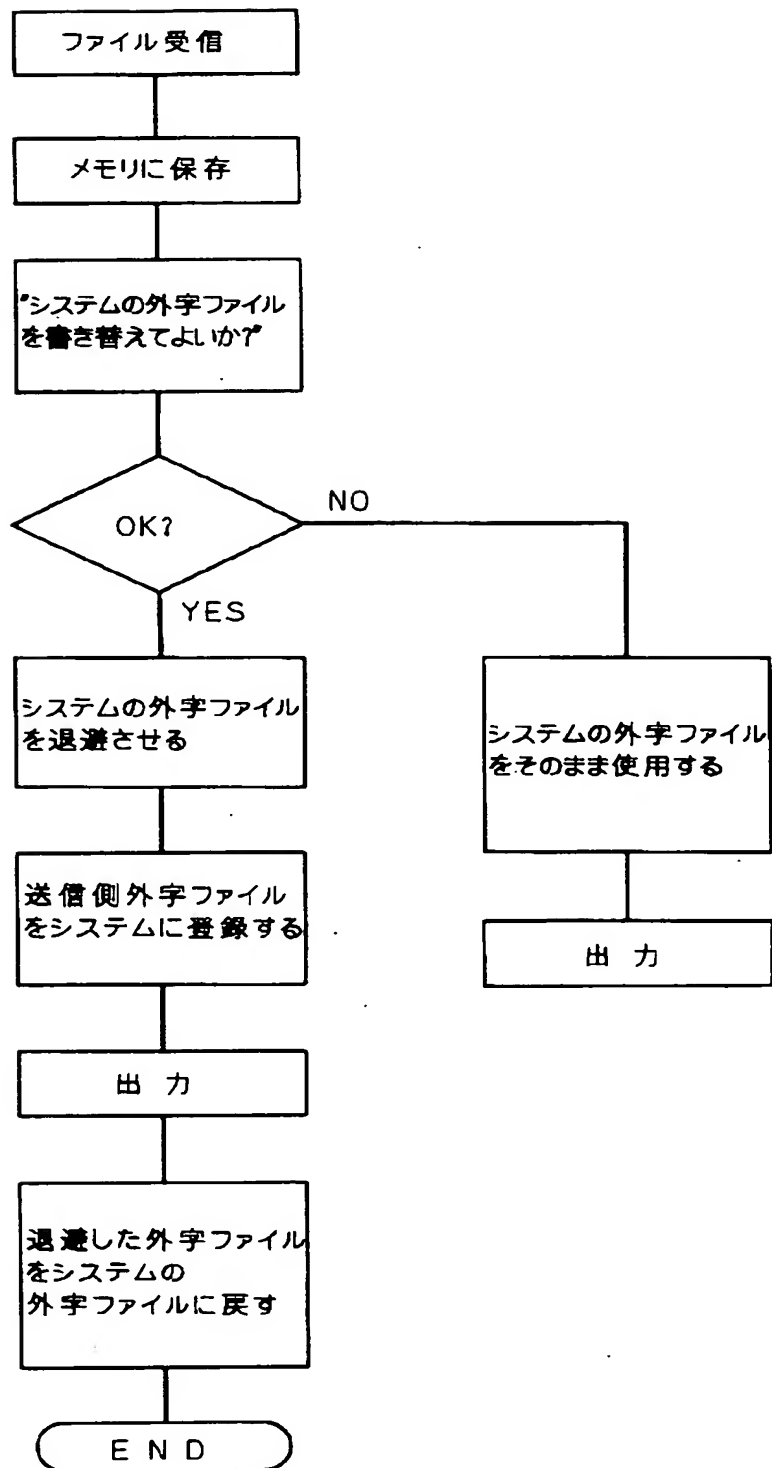 ファイル受信
メモリに保存
"システムの外字ファイル
を書き替えてよいか?"
OK?
NO
YES
システムの外字ファイル
を退避させる
システムの外字ファイル
をそのまま使用する
送信側外字ファイル
をシステムに登録する
出力
出力
退避した外字ファイル
をシステムの
外字ファイルに戻す
END